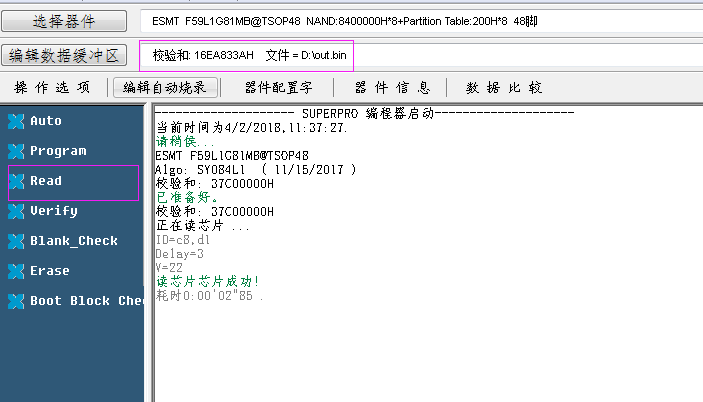 选择器件
ESMT F59L1G81MB@TSOP48 NAND:8400000H*8+Partition Table:200H*8 48脚
编辑数据缓冲区
校验和: 16EA833AH 文件 = D:\out.bin
操作选项 编辑自动烧录 器件配置字 器件信息 数据比较
Auto
Program
Read
Verify
Blank_Check
Erase
Boot Block Che
-------------------- SUPERPRO 编程器启动--------------------
当前时间为4/2/2018,11:37:27.
请稍侯...
ESMT F59L1G81MB@TSOP48
Algo: SY084L1 ( 11/15/2017 )
校验和: 37C00000H
已准备好。
校验和: 37C00000H
正在读芯片 ...
ID=c8,d1
Delay=3
V=22
读芯片芯片成功!
耗时0:00'02"85 .